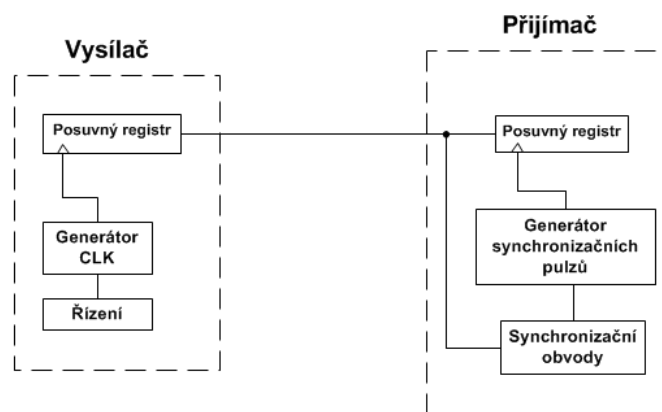 Vysílač
Posuvný registr
Generátor
CLK
Řízení
Přijímač
Posuvný registr
Generátor
synchronizačních
pulzů
Synchronizační
obvody